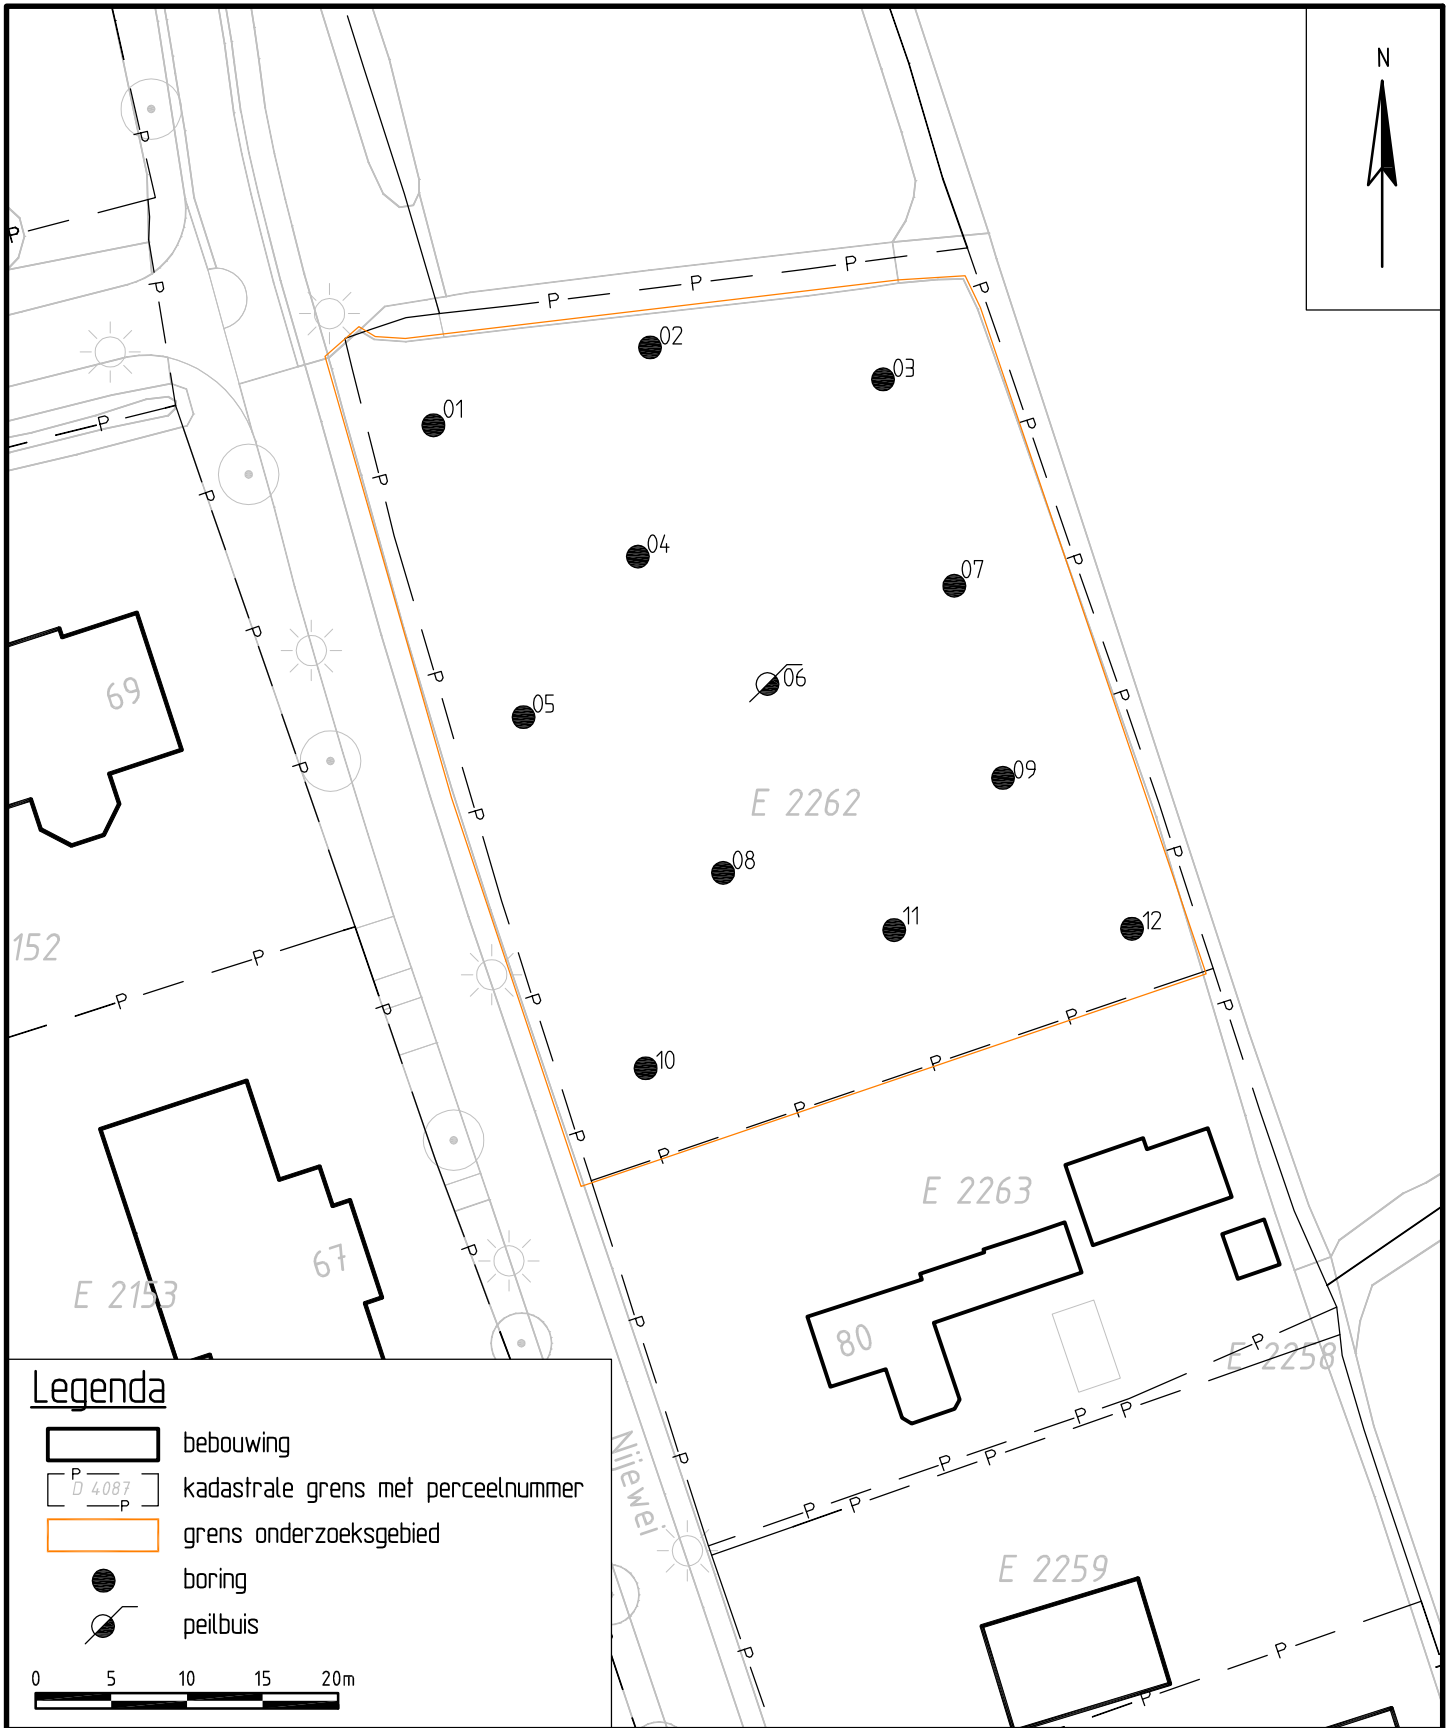 N
P
P
P
P
P
P
P
P
02
03
01
P
P
P
P
04
07
P
P
69
06
P
P
05
P
09
E 2262
P
P
08
11
12
152
P
P
P
P
P
P
P
10
P
P
P
P
E 2263
67
P
E 2153
P
80
P
E 2258
P
P
Legenda
bebouwing
P
D 4087
P
kadastrale grens met perceelnummer
grens onderzoeksgebied
boring
peilbuis
0 5 10 15 20m
Nijewei
P
P
P
P
P
E 2259
P
P
P